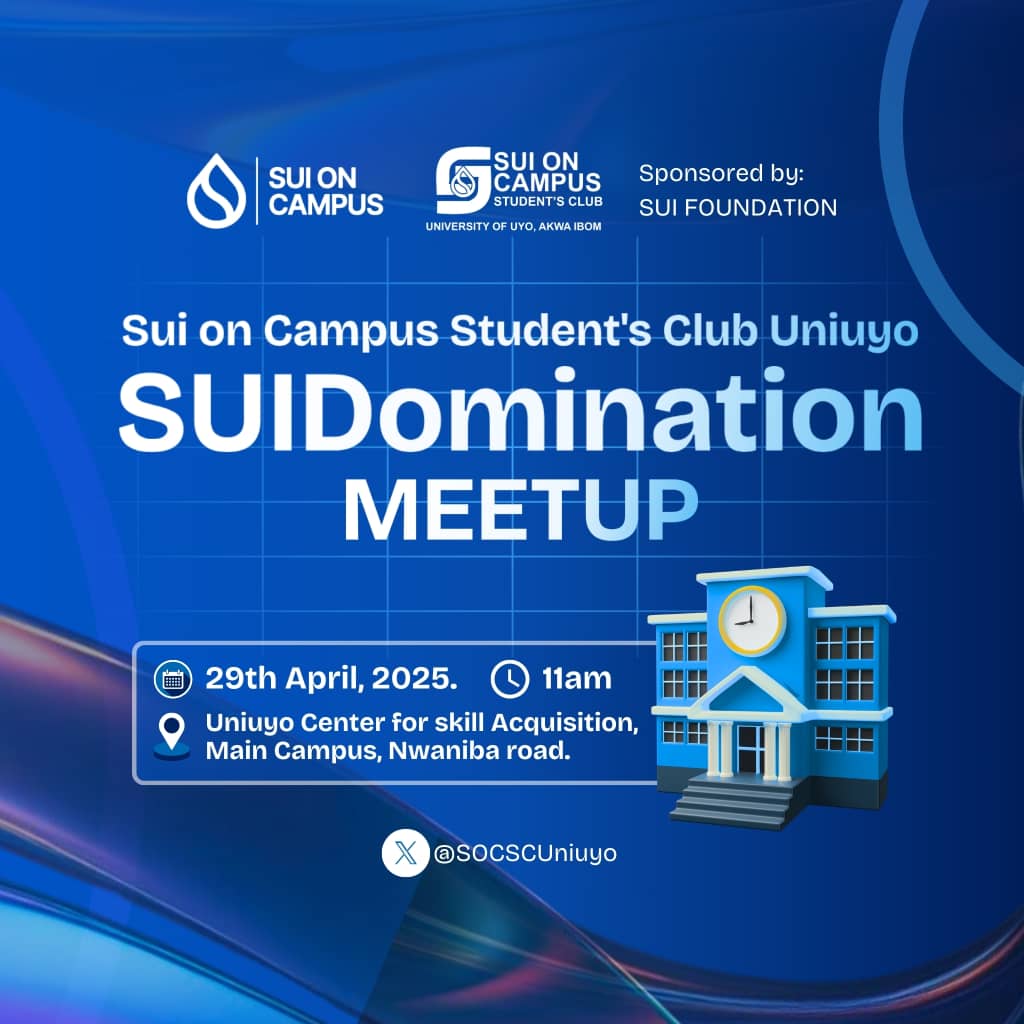 SUI ON
CAMPUS
SUI ON
CAMPUS
STUDENT'S CLUB
UNIVERSITY OF UYO, AKWA IBOM
Sponsored by:
SUI FOUNDATION
Sui on Campus Student's Club Uniuyo
SUIDomination
MEETUP
29th April, 2025.
11am
Uniuyo Center for skill Acquisition,
Main Campus, Nwaniba road.
@SOCSCUniuyo